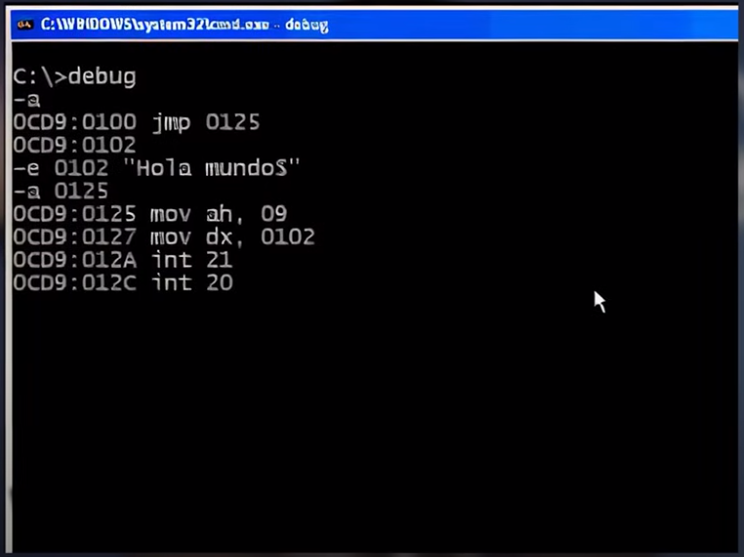 C:\WINDOWS\system32\cmd.exe - debug
C:\>debug
-a
0CD9:0100 jmp 0125
0CD9:0102
-e 0102 "Hola mundo$"
-a 0125
0CD9:0125 mov ah, 09
0CD9:0127 mov dx, 0102
0CD9:012A int 21
0CD9:012C int 20